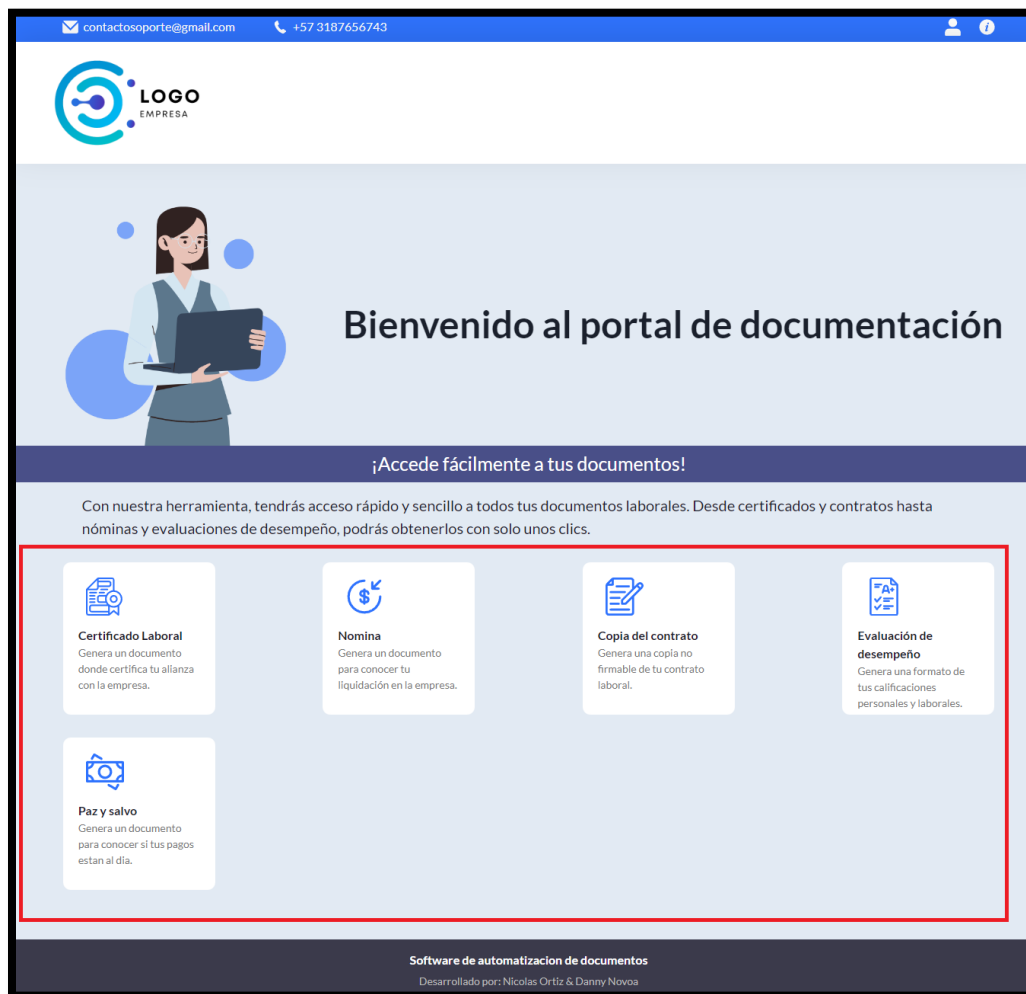 contactosoporte@gmail.com
+57 3187656743
LOGO
EMPRESA
Bienvenido al portal de documentación
¡Accede fácilmente a tus documentos!
Con nuestra herramienta, tendrás acceso rápido y sencillo a todos tus documentos laborales. Desde certificados y contratos hasta
nóminas y evaluaciones de desempeño, podrás obtenerlos con solo unos clics.
Certificado Laboral
Genera un documento
donde certifica tu alianza
con la empresa.
Nomina
Genera un documento
para conocer tu
liquidación en la empresa.
Copia del contrato
Genera una copia no
firmable de tu contrato
laboral.
Evaluación de
desempeño
Genera una formato de
tus calificaciones
personales y laborales.
Paz y salvo
Genera un documento
para conocer si tus pagos
estan al dia.
Software de automatizacion de documentos
Desarrollado por: Nicolas Ortiz & Danny Novoa